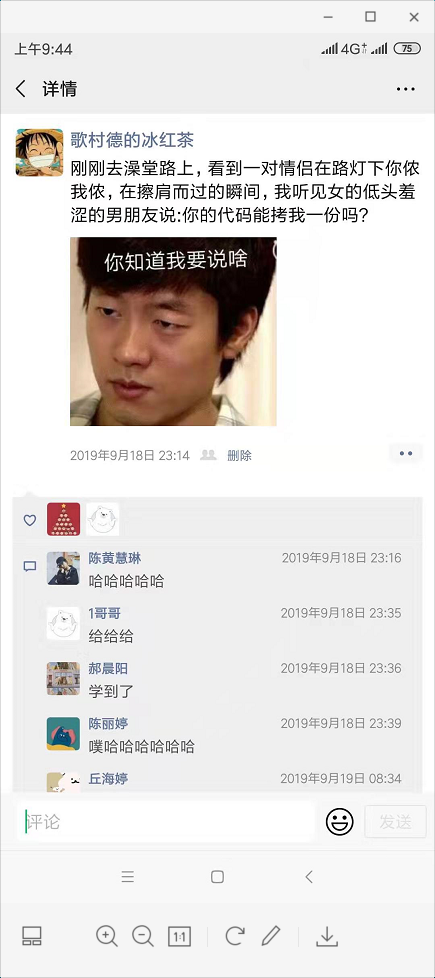 上午9:44
4G
75
详情
歌村德的冰红茶
刚刚去澡堂路上,看到一对情侣在路灯下你侬
我侬,在擦肩而过的瞬间,我听见女的低头羞
涩的男朋友说:你的代码能拷我一份吗?
你知道我要说啥
2019年9月18日 23:14
删除
陈黄慧琳
2019年9月18日 23:16
哈哈哈哈哈
1哥哥
2019年9月18日 23:35
给给给
郝晨阳
2019年9月18日 23:36
学到了
陈丽婷
2019年9月18日 23:39
噗哈哈哈哈哈哈
丘海婷
2019年9月19日 08:34
评论
发送
1:1